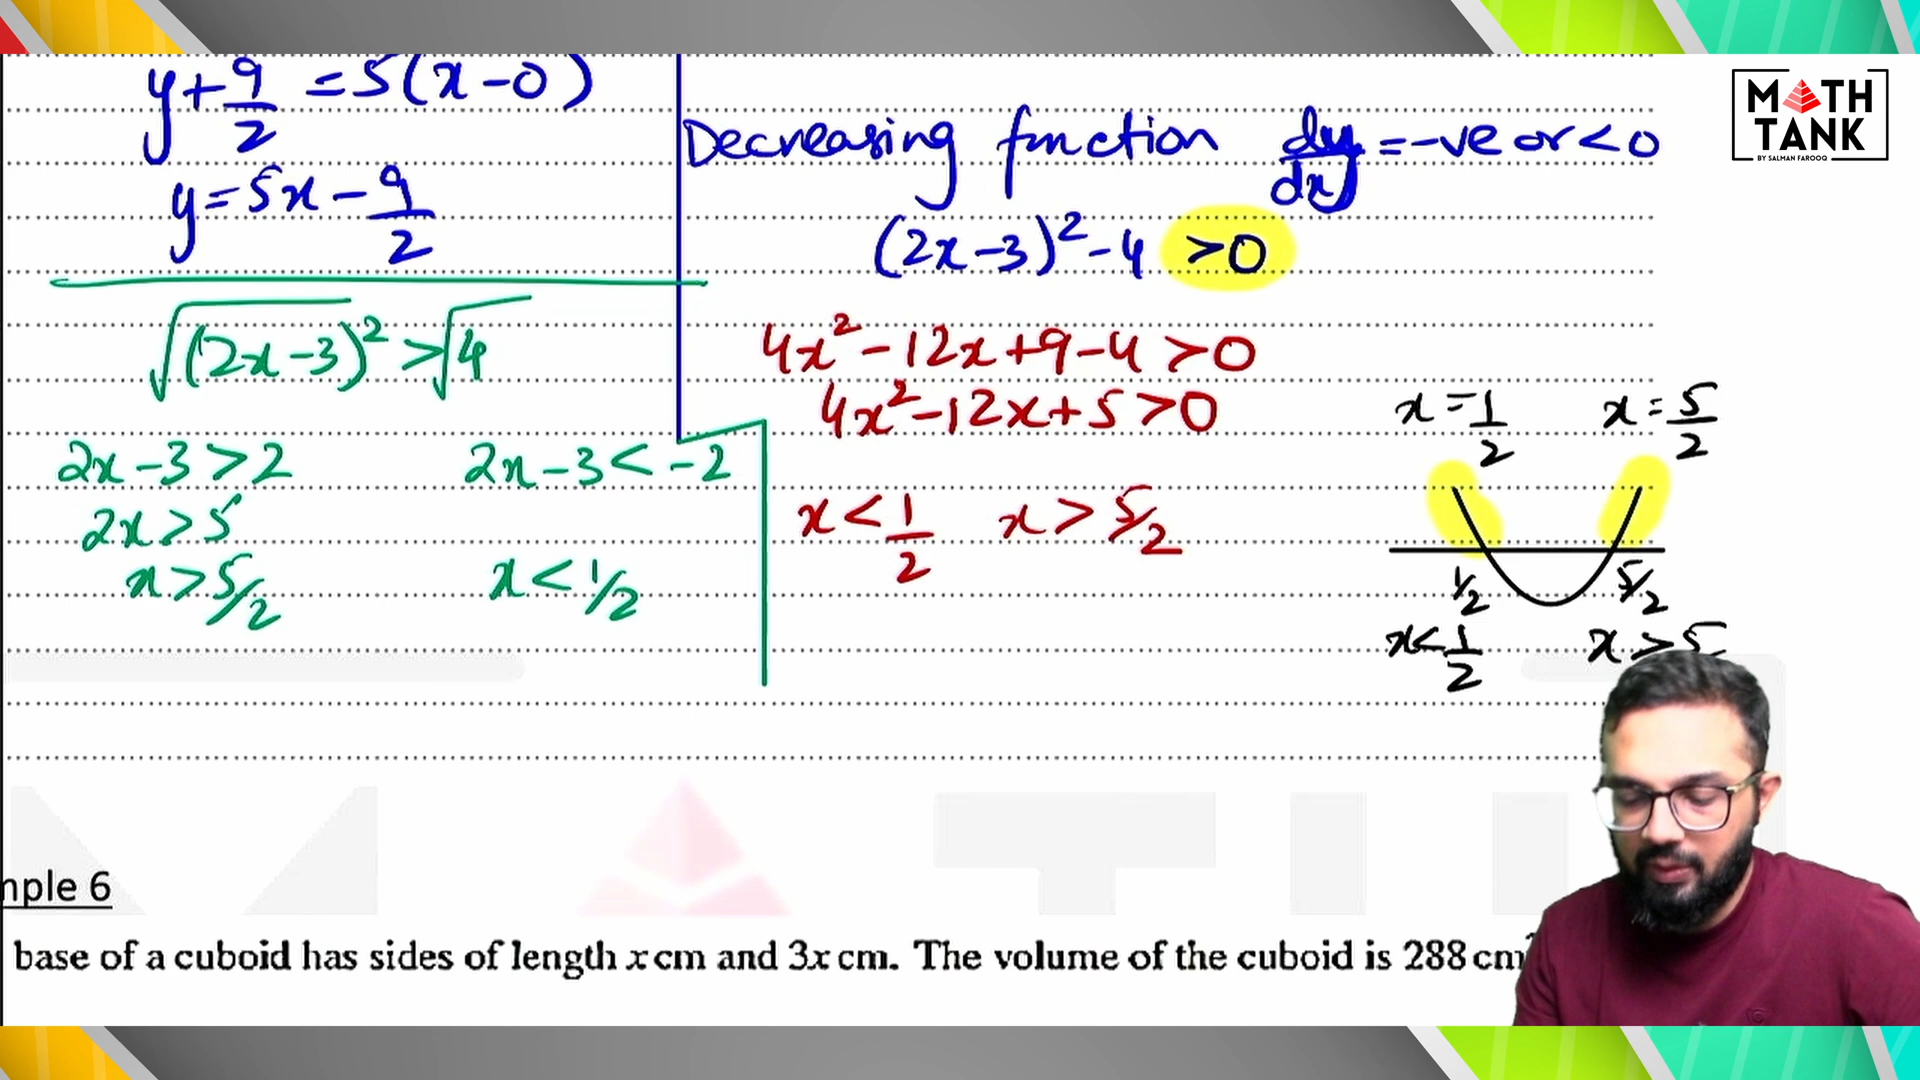 y+9/2 =5(x-0)
y=5x-9/2
√(2x-3)² >√4
2x-3>2
2x>5
x>5/2
2x-3<-2
x<1/2
Decreasing function dy/dx =-ve or <0
(2x-3)²-4 >0
4x²-12x+9-4>0
4x²-12x+5>0
x<1/2 x>5/2
x=1/2 x=5/2
1/2 5/2
x<1/2 x>5
MATH
TANK
BY SALMAN FAROOQ
mple 6
base of a cuboid has sides of length x cm and 3x cm. The volume of the cuboid is 288 cm